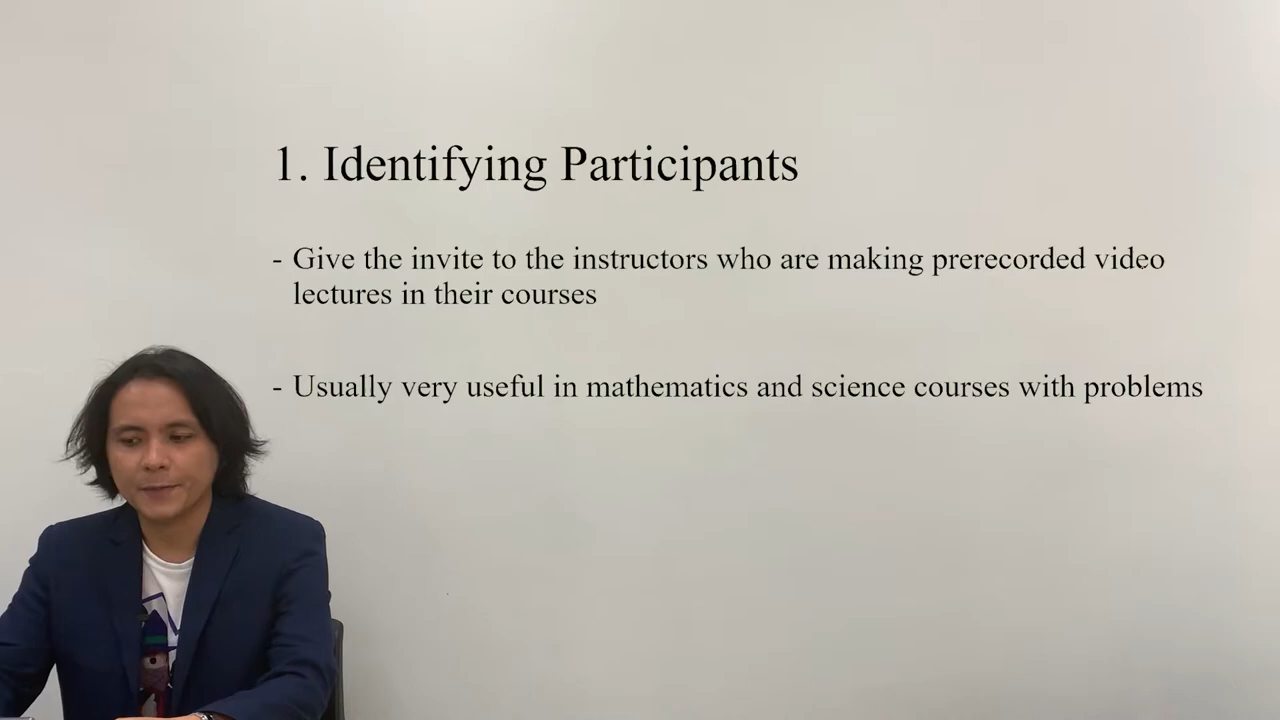 1. Identifying Participants
- Give the invite to the instructors who are making prerecorded video
lectures in their courses
- Usually very useful in mathematics and science courses with problems